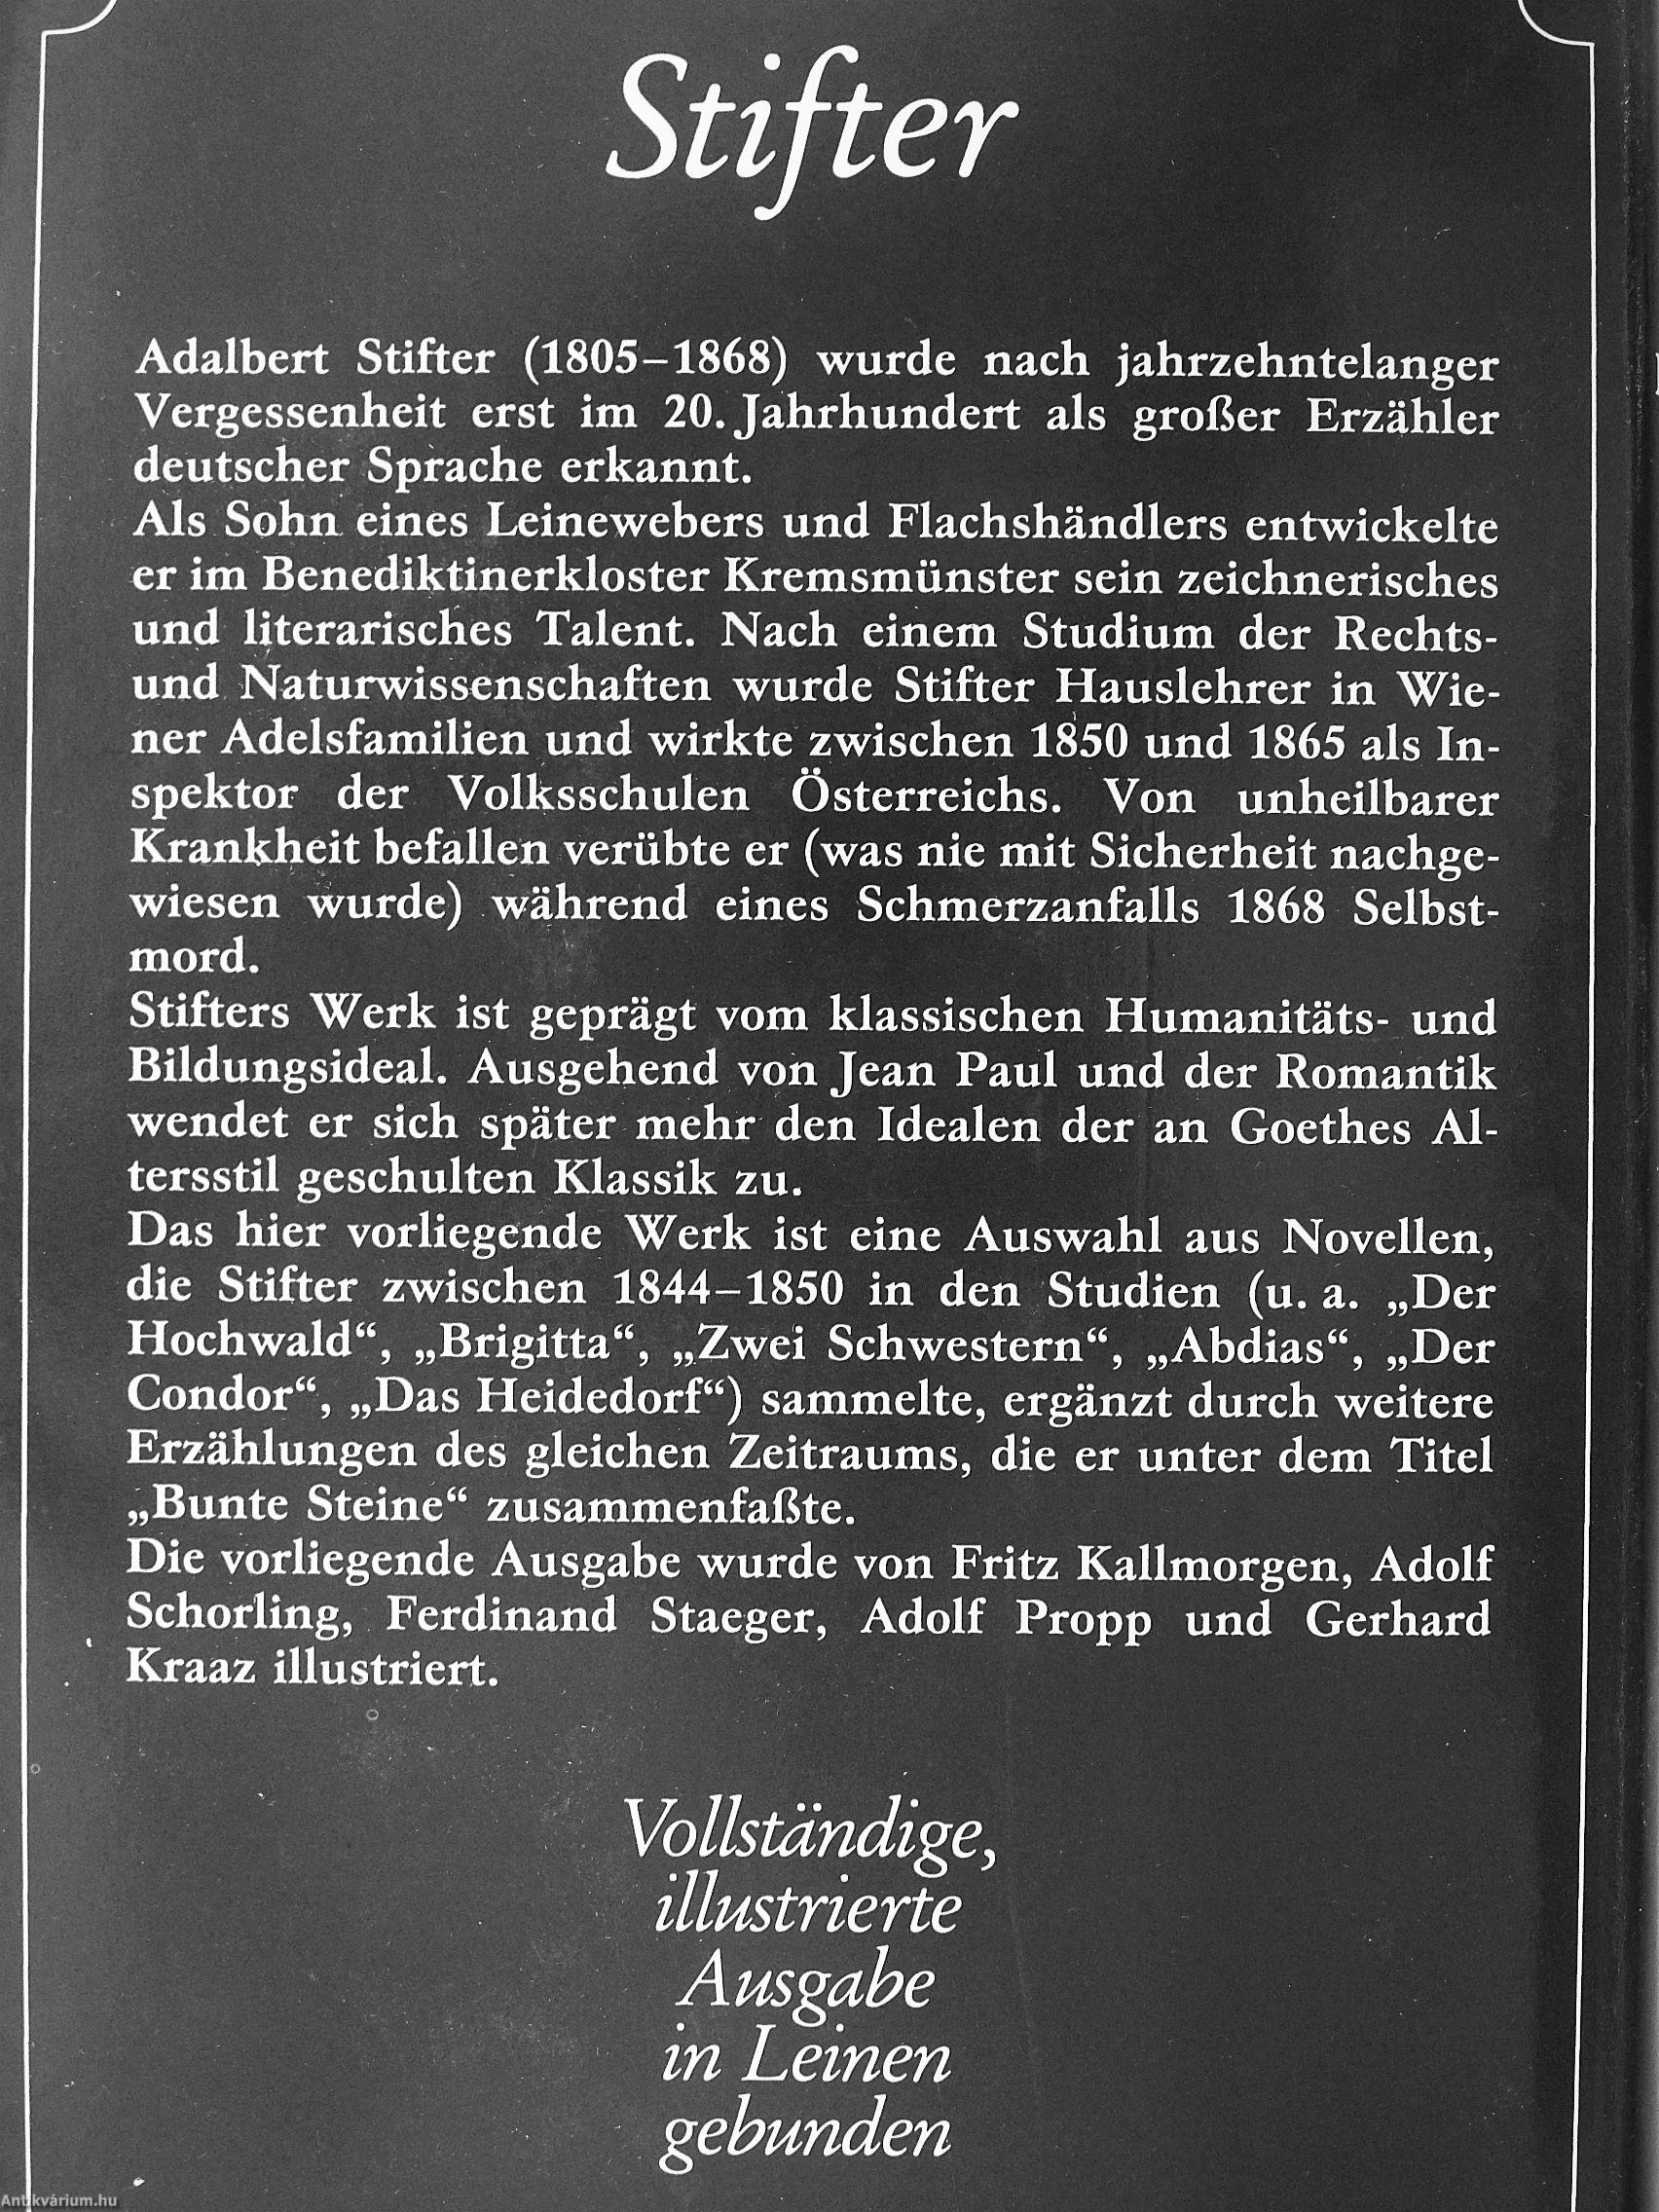 Stifter
Adalbert Stifter (1805–1868) wurde nach jahrzehntelanger
Vergessenheit erst im 20. Jahrhundert als großer Erzähler
deutscher Sprache erkannt.
Als Sohn eines Leinewebers und Flachshändlers entwickelte
er im Benediktinerkloster Kremsmünster sein zeichnerisches
und literarisches Talent. Nach einem Studium der Rechts-
und Naturwissenschaften wurde Stifter Hauslehrer in Wie-
ner Adelsfamilien und wirkte zwischen 1850 und 1865 als In-
spektor der Volksschulen Österreichs. Von unheilbarer
Krankheit befallen verübte er (was nie mit Sicherheit nachge-
wiesen wurde) während eines Schmerzanfalls 1868 Selbst-
mord.
Stifters Werk ist geprägt vom klassischen Humanitäts- und
Bildungsideal. Ausgehend von Jean Paul und der Romantik
wendet er sich später mehr den Idealen der an Goethes Al-
tersstil geschulten Klassik zu.
Das hier vorliegende Werk ist eine Auswahl aus Novellen,
die Stifter zwischen 1844–1850 in den Studien (u. a. „Der
Hochwald“, „Brigitta“, „Zwei Schwestern“, „Abdias“, „Der
Condor“, „Das Heidedorf“) sammelte, ergänzt durch weitere
Erzählungen des gleichen Zeitraums, die er unter dem Titel
„Bunte Steine“ zusammenfaßte.
Die vorliegende Ausgabe wurde von Fritz Kallmorgen, Adolf
Schorling, Ferdinand Staeger, Adolf Propp und Gerhard
Kraaz illustriert.
Vollständige,
illustrierte
Ausgabe
in Leinen
gebunden
Antikvárium.hu